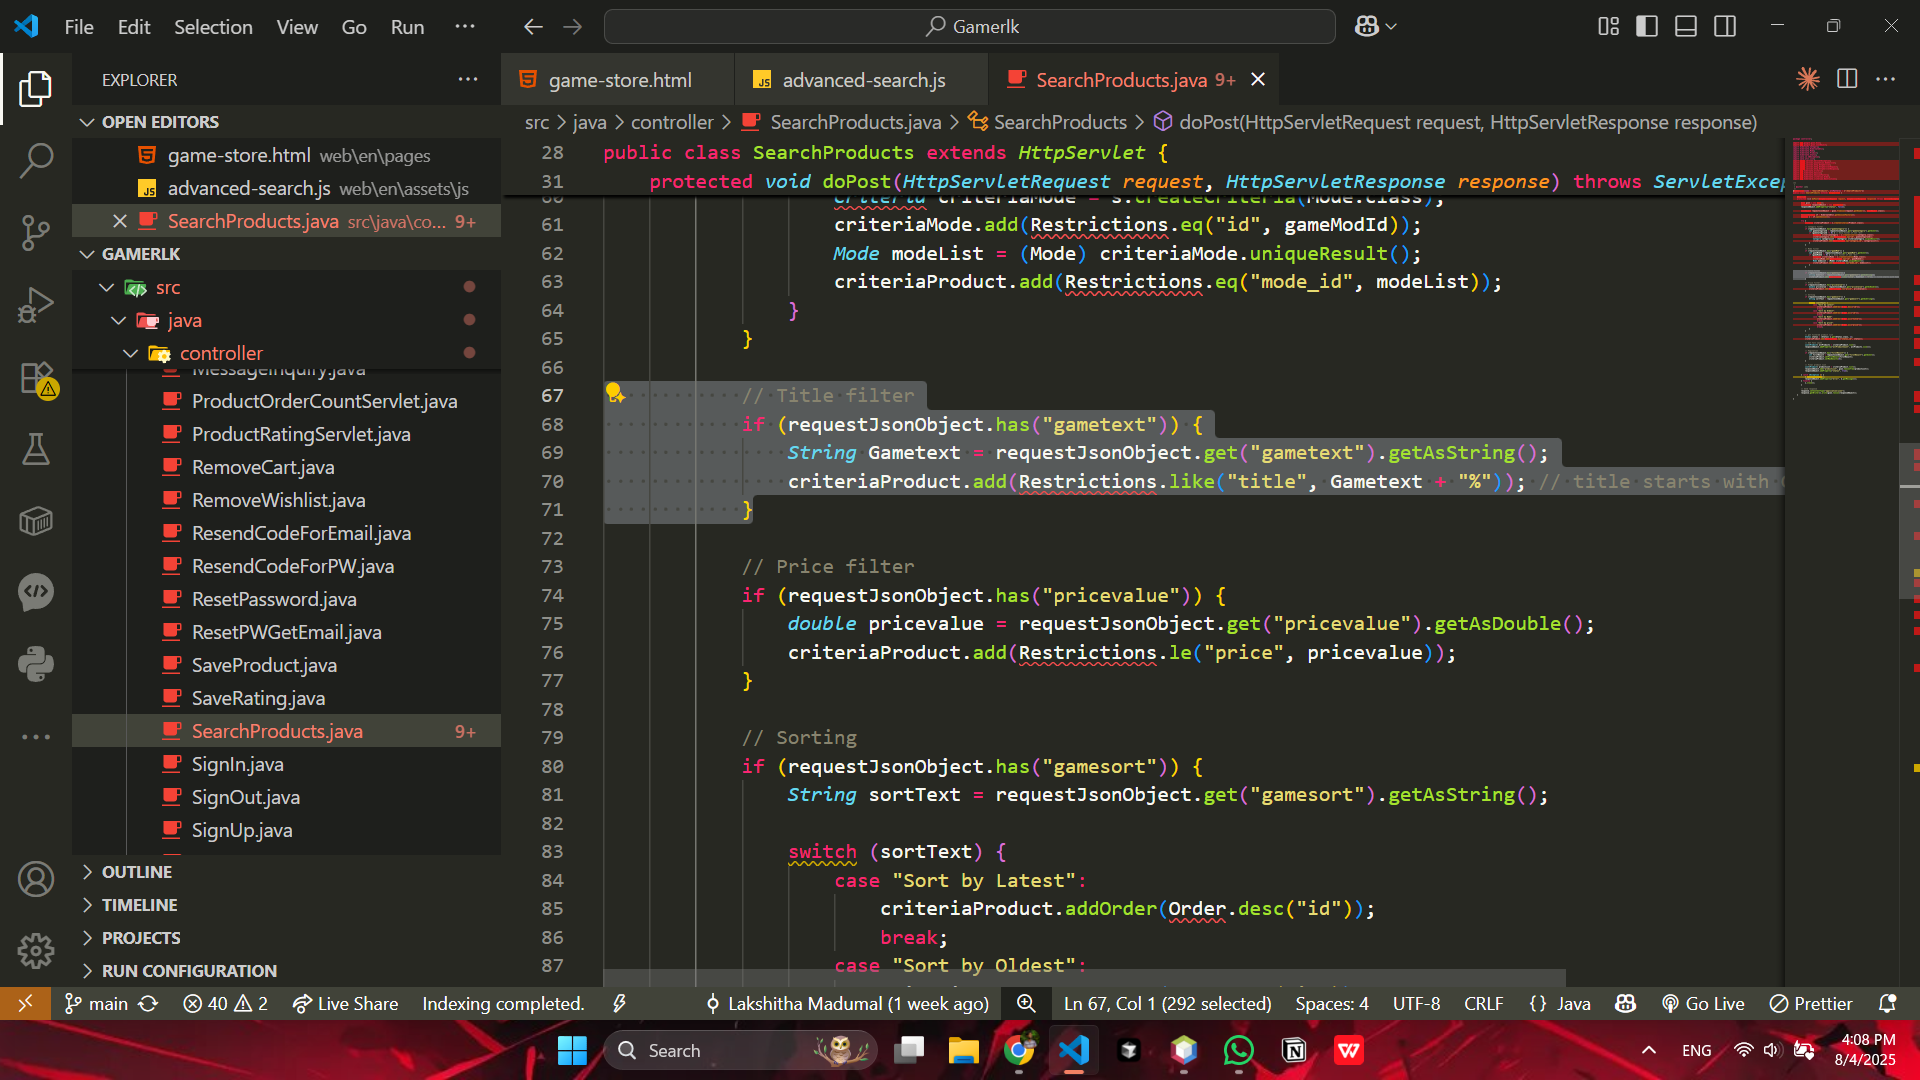 File Edit Selection View Go Run ···
Gamerlk
EXPLORER
game-store.html
advanced-search.js
SearchProducts.java 9+
OPEN EDITORS
game-store.html web\en\pages
advanced-search.js web\en\assets\js
SearchProducts.java src\java\co... 9+
GAMERLK
src
java
controller
MessageInquiry.java
ProductOrderCountServlet.java
ProductRatingServlet.java
RemoveCart.java
RemoveWishlist.java
ResendCodeForEmail.java
ResendCodeForPW.java
ResetPassword.java
ResetPWGetEmail.java
SaveProduct.java
SaveRating.java
SearchProducts.java 9+
SignIn.java
SignOut.java
SignUp.java
OUTLINE
TIMELINE
PROJECTS
RUN CONFIGURATION
src > java > controller > SearchProducts.java > SearchProducts > doPost(HttpServletRequest request, HttpServletResponse response)
28 public class SearchProducts extends HttpServlet {
31 protected void doPost(HttpServletRequest request, HttpServletResponse response) throws ServletExcep
60 Criteria criteriaMode = s.createCriteria(Mode.class);
61 criteriaMode.add(Restrictions.eq("id", gameModId));
62 Mode modeList = (Mode) criteriaMode.uniqueResult();
63 criteriaProduct.add(Restrictions.eq("mode_id", modeList));
64 }
65 }
66
67 // Title filter
68 if (requestJsonObject.has("gametext")) {
69 String Gametext = requestJsonObject.get("gametext").getAsString();
70 criteriaProduct.add(Restrictions.like("title", Gametext + "%")); // title starts with
71 }
72
73 // Price filter
74 if (requestJsonObject.has("pricevalue")) {
75 double pricevalue = requestJsonObject.get("pricevalue").getAsDouble();
76 criteriaProduct.add(Restrictions.le("price", pricevalue));
77 }
78
79 // Sorting
80 if (requestJsonObject.has("gamesort")) {
81 String sortText = requestJsonObject.get("gamesort").getAsString();
82
83 switch (sortText) {
84 case "Sort by Latest":
85 criteriaProduct.addOrder(Order.desc("id"));
86 break;
87 case "Sort by Oldest":
main 40 2 Live Share Indexing completed. Lakshitha Madumal (1 week ago) Ln 67, Col 1 (292 selected) Spaces: 4 UTF-8 CRLF {} Java Go Live Prettier
Search
ENG
4:08 PM
8/4/2025